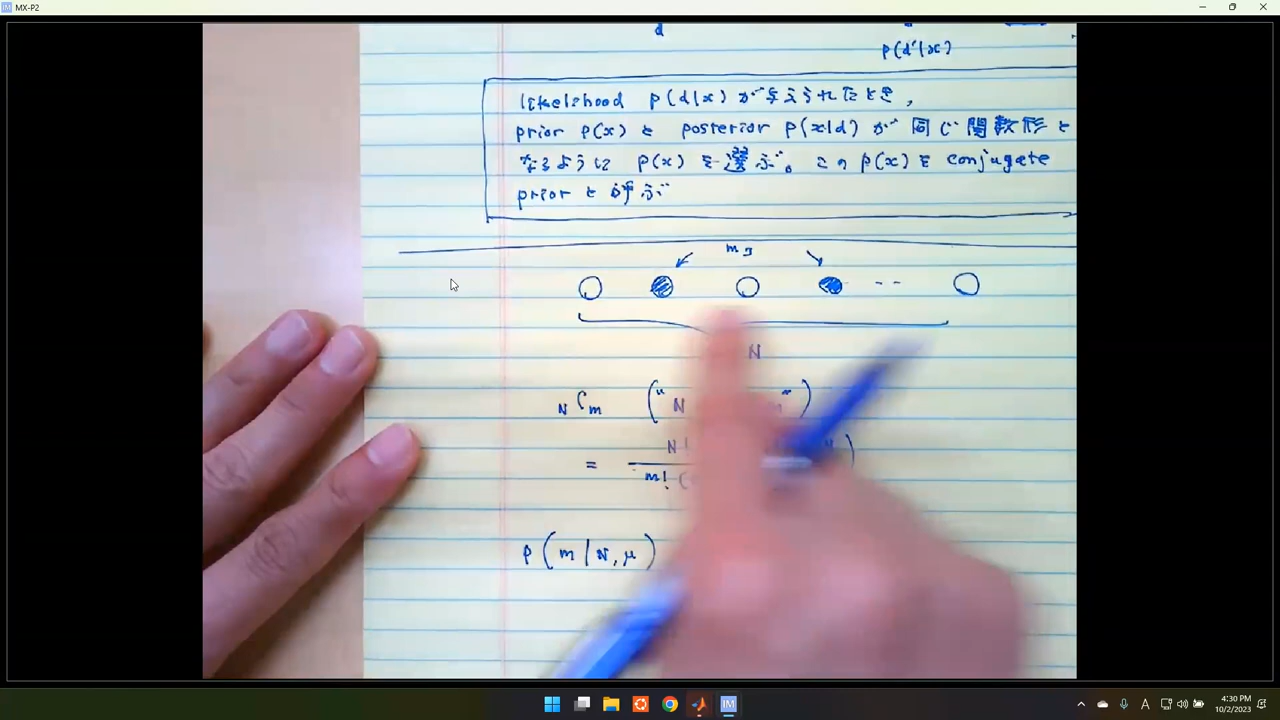 MX-P2
d
p(d'|x)
likelihood p(d|x) が与えられたとき,
prior p(x) と posterior p(x|d) が 同じ関数形と
なるように p(x) を選ぶ。この p(x) を conjugate
prior と呼ぶ
m コ
N
N C m ( " N m " )
= N! m! (
p ( m | N, μ )
4:30 PM
10/2/2023